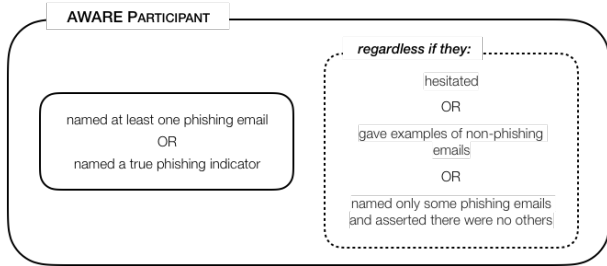 AWARE PARTICIPANT
named at least one phishing email
OR
named a true phishing indicator
regardless if they:
hesitated
OR
gave examples of non-phishing
emails
OR
named only some phishing emails
and asserted there were no others